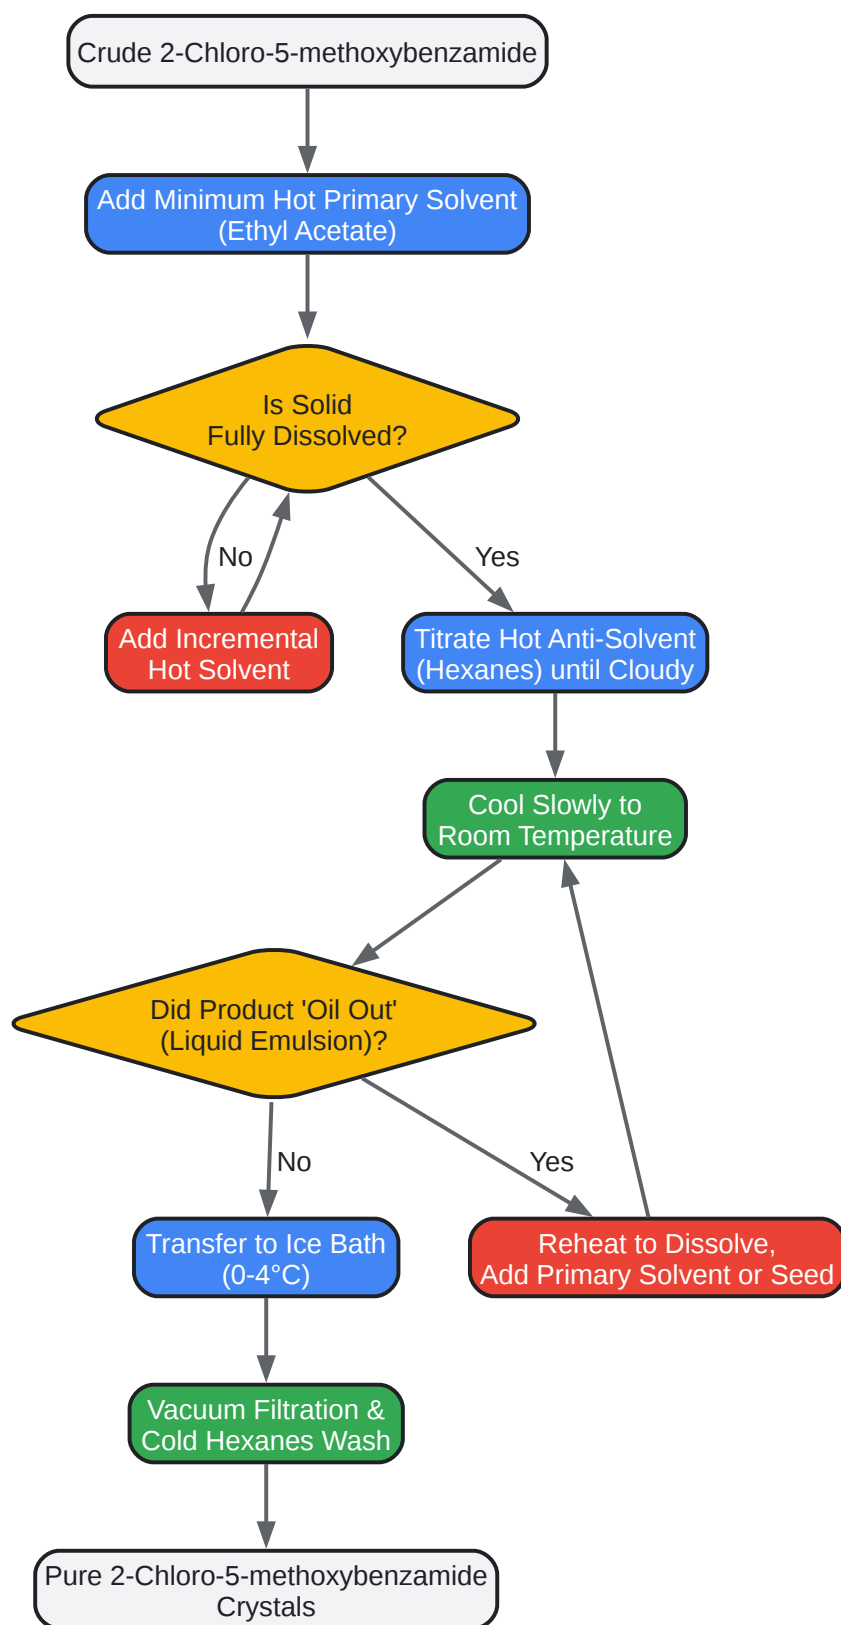 Crude 2-Chloro-5-methoxybenzamide
Add Minimum Hot Primary Solvent
(Ethyl Acetate)
Is Solid
Fully Dissolved?
No
Yes
Add Incremental
Hot Solvent
Titrate Hot Anti-Solvent
(Hexanes) until Cloudy
Cool Slowly to
Room Temperature
Did Product 'Oil Out'
(Liquid Emulsion)?
No
Yes
Transfer to Ice Bath
(0-4°C)
Reheat to Dissolve,
Add Primary Solvent or Seed
Vacuum Filtration &
Cold Hexanes Wash
Pure 2-Chloro-5-methoxybenzamide
Crystals